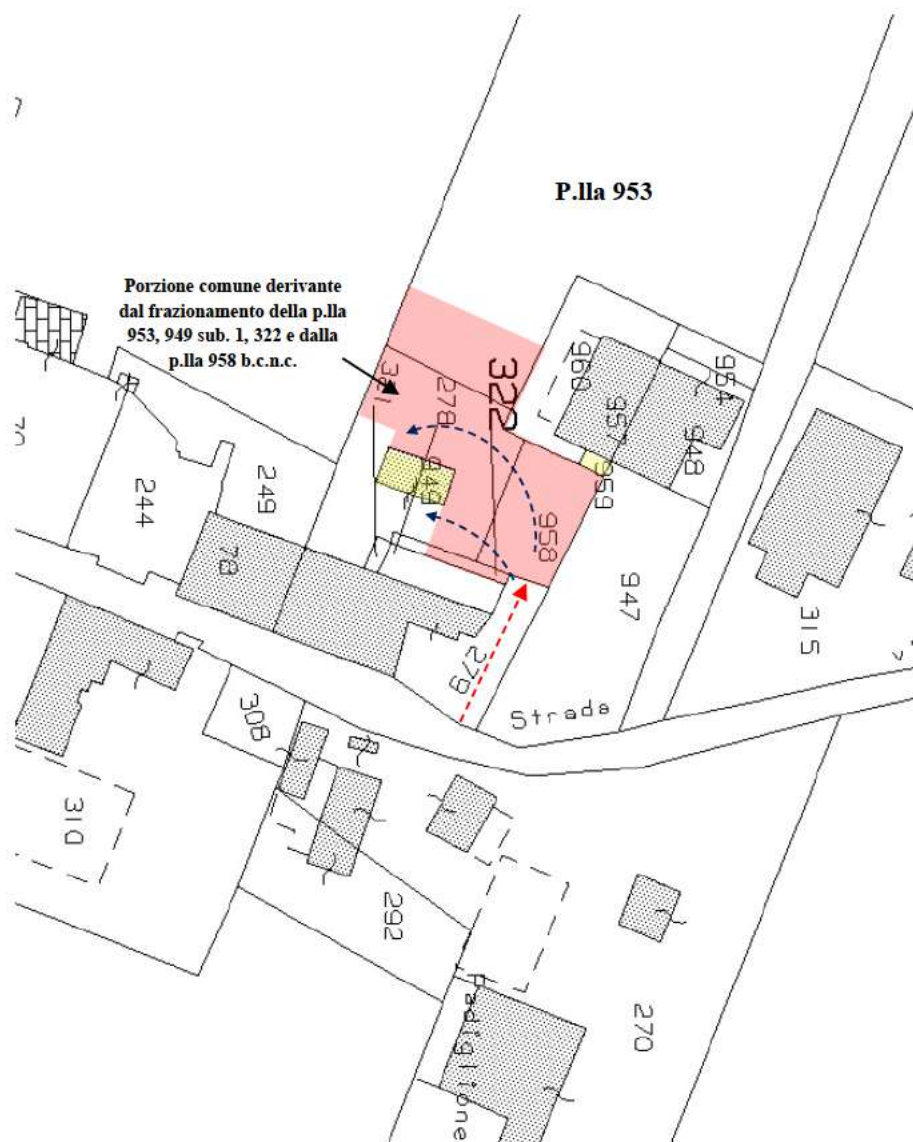 P.lla 953
Porzione comune derivante
dal frazionamento della p.lla
953, 949 sub. 1, 322 e dalla
p.lla 958 b.c.n.c.
322
321
278
960
957
954
948
949
959
958
244
249
78
947
315
279
Strada
308
310
292
270
Padiglione